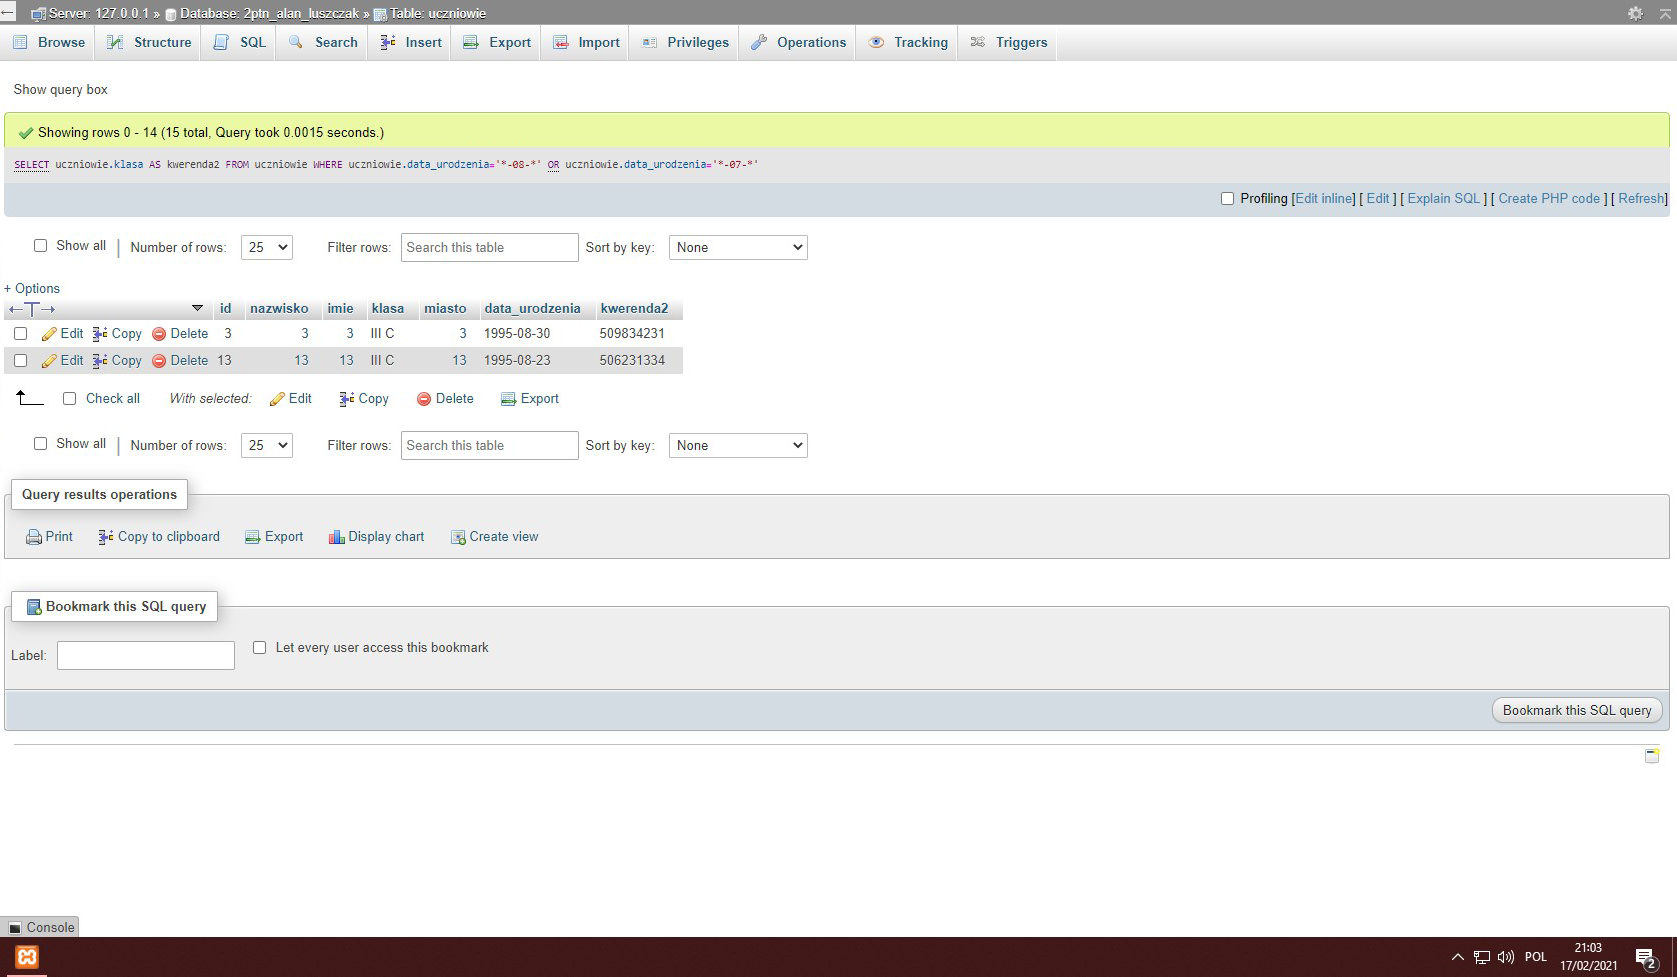 Server: 127.0.0.1 » Database: 2ptn_alan_luszczak » Table: uczniowie
Browse Structure SQL Search Insert Export Import Privileges Operations Tracking Triggers
Show query box
Showing rows 0 - 14 (15 total, Query took 0.0015 seconds.)
SELECT uczniowie.klasa AS kwerenda2 FROM uczniowie WHERE uczniowie.data_urodzenia='*-08-*' OR uczniowie.data_urodzenia='*-07-*'
Profiling [Edit inline] [ Edit ] [ Explain SQL ] [ Create PHP code ] [ Refresh]
Show all | Number of rows: 25 Filter rows: Search this table Sort by key: None
+ Options
←T→ id nazwisko imie klasa miasto data_urodzenia kwerenda2
Edit Copy Delete 3 3 3 III C 3 1995-08-30 509834231
Edit Copy Delete 13 13 13 III C 13 1995-08-23 506231334
Check all With selected: Edit Copy Delete Export
Show all | Number of rows: 25 Filter rows: Search this table Sort by key: None
Query results operations
Print Copy to clipboard Export Display chart Create view
Bookmark this SQL query
Label: Let every user access this bookmark
Bookmark this SQL query
Console
POL 21:03
17/02/2021 2